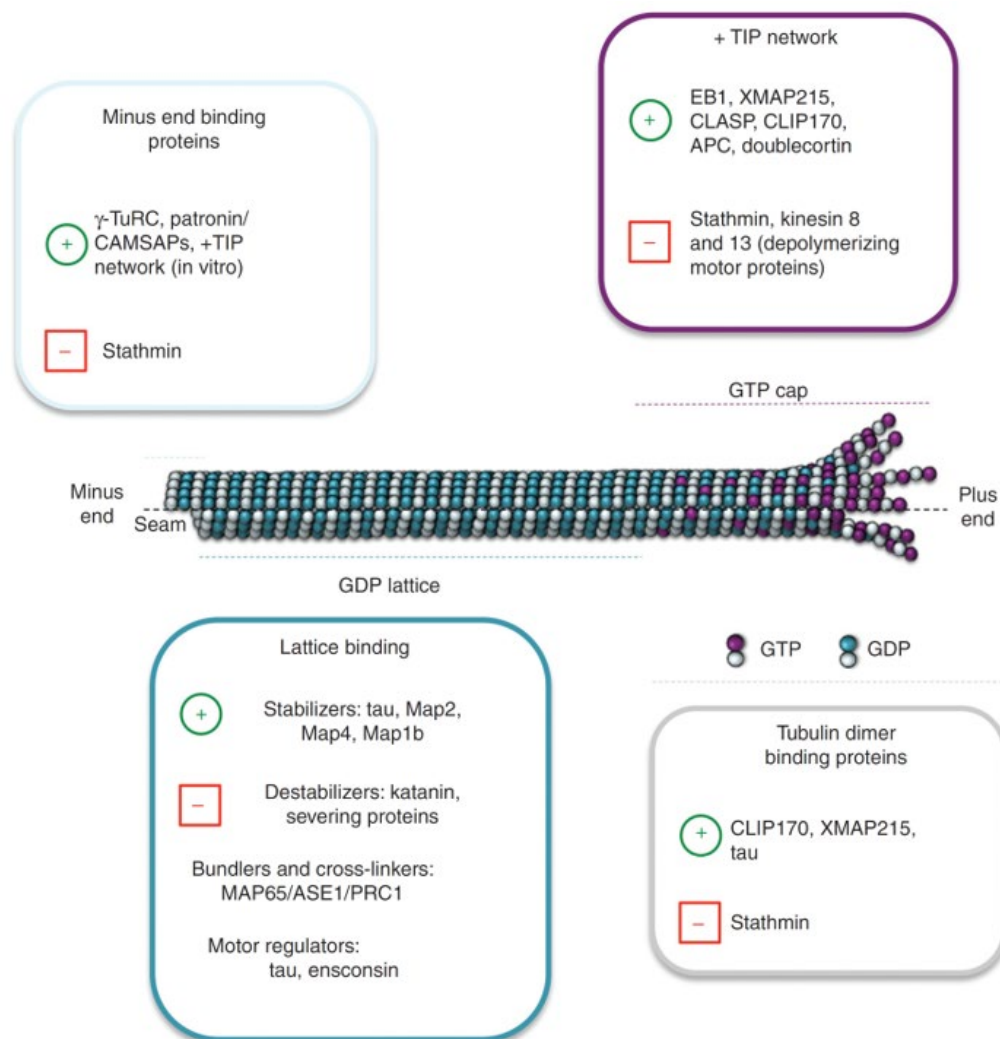 Minus end binding
proteins
+
γ-TuRC, patronin/
CAMSAPs, +TIP
network (in vitro)
−
Stathmin
+ TIP network
+
EB1, XMAP215,
CLASP, CLIP170,
APC, doublecortin
−
Stathmin, kinesin 8
and 13 (depolymerizing
motor proteins)
GTP cap
Minus
end
Seam
Plus
end
GDP lattice
Lattice binding
+
Stabilizers: tau, Map2,
Map4, Map1b
−
Destabilizers: katanin,
severing proteins
Bundlers and cross-linkers:
MAP65/ASE1/PRC1
Motor regulators:
tau, ensconsin
GTP
GDP
Tubulin dimer
binding proteins
+
CLIP170, XMAP215,
tau
−
Stathmin